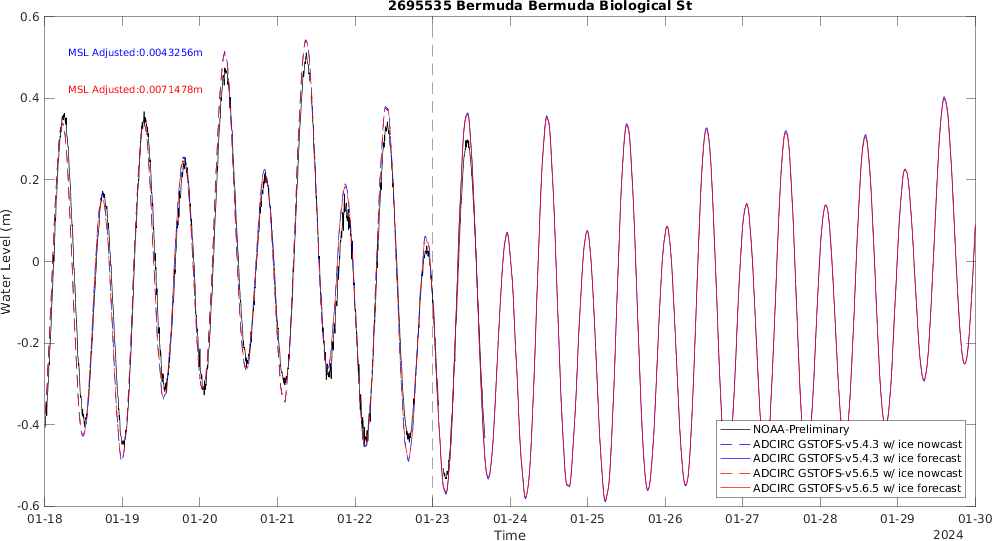 2695535 Bermuda Bermuda Biological St
0.6
MSL Adjusted:0.0043256m
MSL Adjusted:0.0071478m
0.4
0.2
0
-0.2
-0.4
-0.6
Water Level (m)
NOAA-Preliminary
ADCIRC GSTOFS-v5.4.3 w/ ice nowcast
ADCIRC GSTOFS-v5.4.3 w/ ice forecast
ADCIRC GSTOFS-v5.6.5 w/ ice nowcast
ADCIRC GSTOFS-v5.6.5 w/ ice forecast
01-18 01-19 01-20 01-21 01-22 01-23 01-24 01-25 01-26 01-27 01-28 01-29 01-30
Time
2024